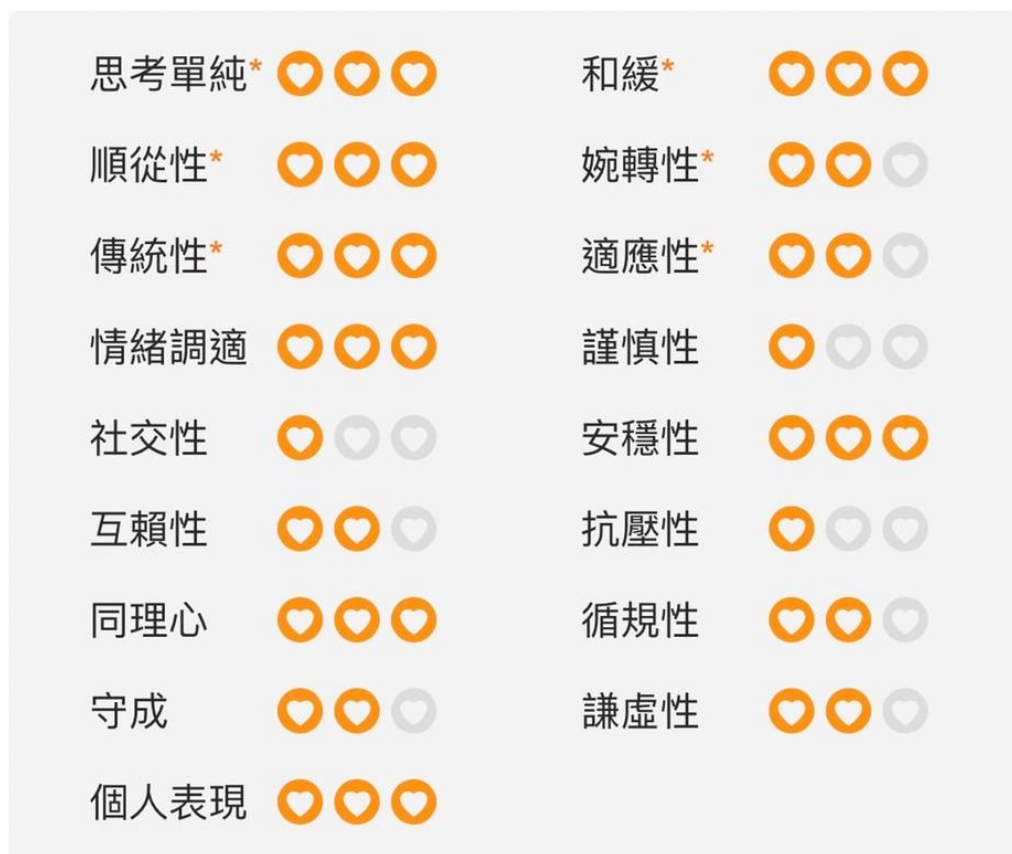 思考單純*
和緩*
順從性*
婉轉性*
傳統性*
適應性*
情緒調適
謹慎性
社交性
安穩性
互賴性
抗壓性
同理心
循規性
守成
謙虛性
個人表現